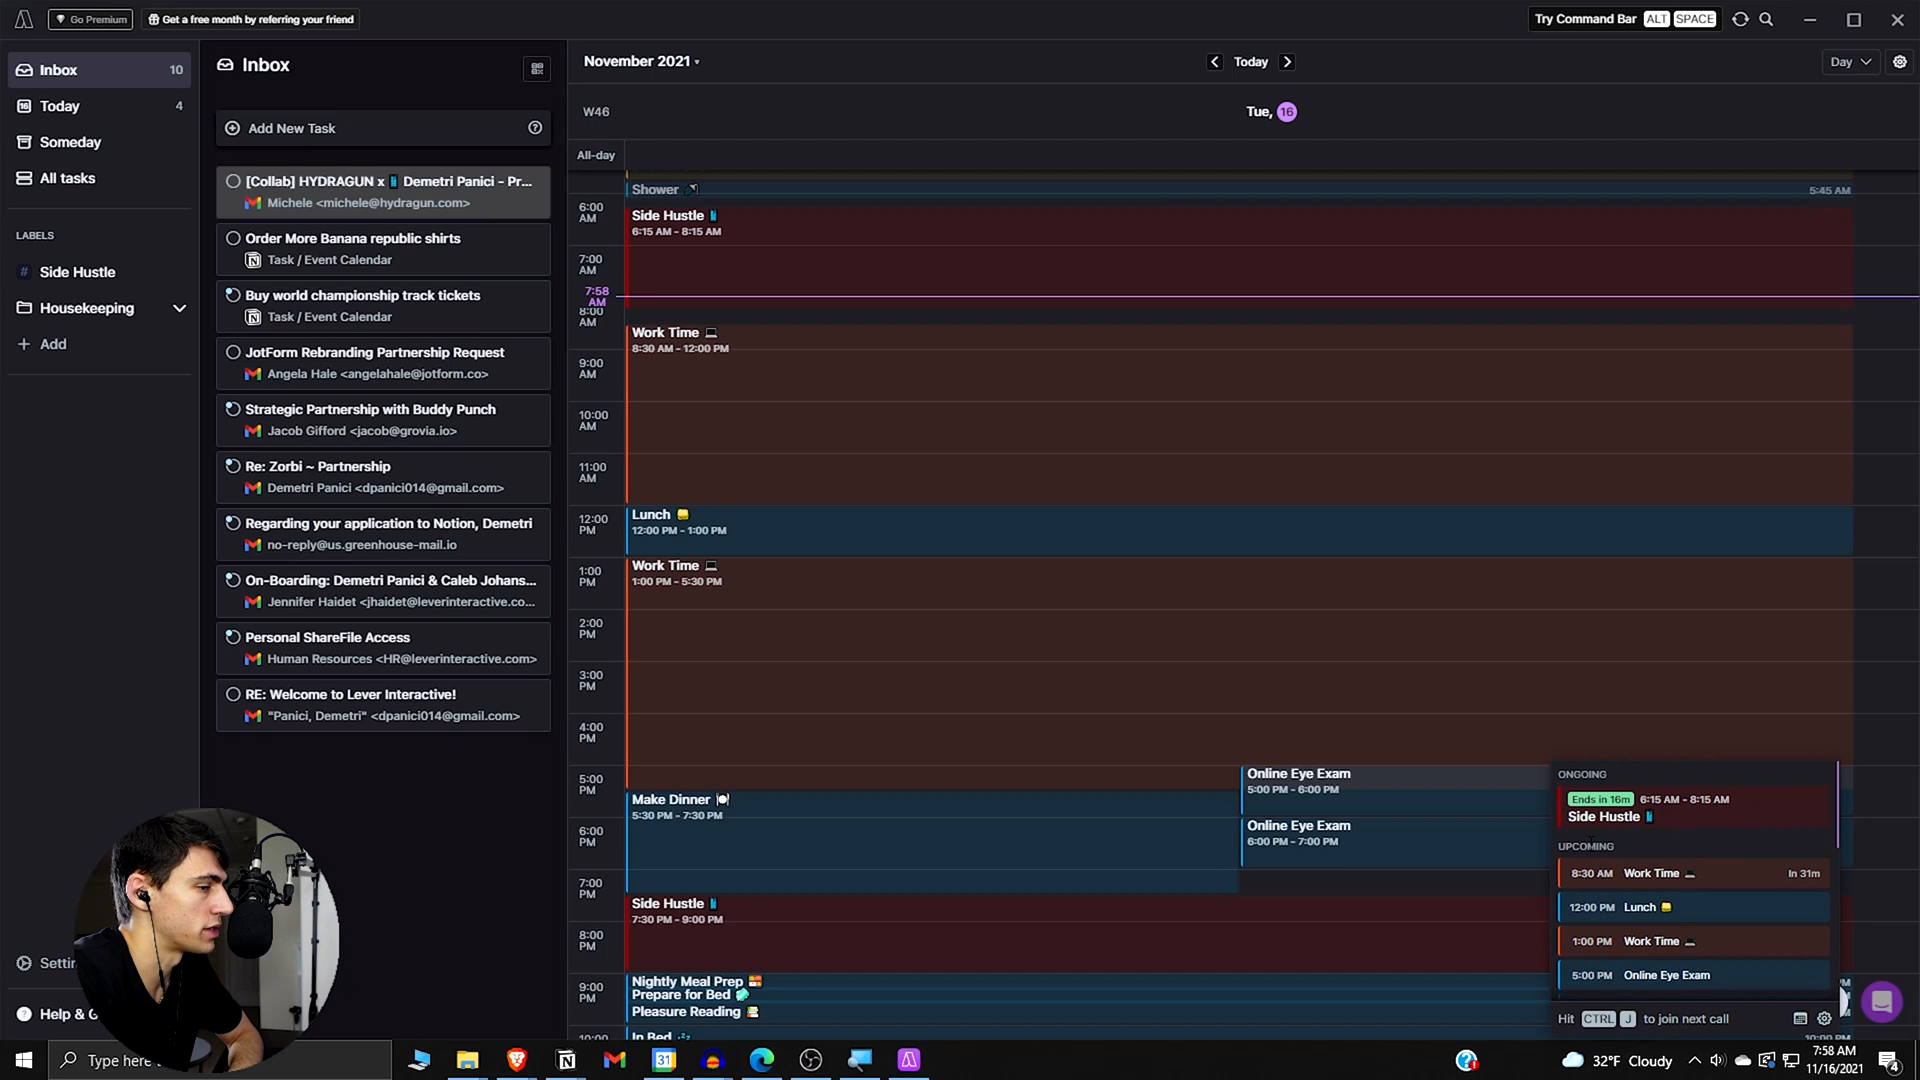 Go Premium
Get a free month by referring your friend
Try Command Bar ALT SPACE
Inbox 10
Today 4
Someday
All tasks
LABELS
# Side Hustle
Housekeeping
+ Add
Help &
Inbox
Add New Task
[Collab] HYDRAGUN x Demetri Panici - Pr...
Michele <michele@hydragun.com>
Order More Banana republic shirts
Task / Event Calendar
Buy world championship track tickets
Task / Event Calendar
JotForm Rebranding Partnership Request
Angela Hale <angelahale@jotform.co>
Strategic Partnership with Buddy Punch
Jacob Gifford <jacob@grovia.io>
Re: Zorbi ~ Partnership
Demetri Panici <dpanici014@gmail.com>
Regarding your application to Notion, Demetri
no-reply@us.greenhouse-mail.io
On-Boarding: Demetri Panici & Caleb Johans...
Jennifer Haidet <jhaidet@leverinteractive.co...
Personal ShareFile Access
Human Resources <HR@leverinteractive.com>
RE: Welcome to Lever Interactive!
"Panici, Demetri" <dpanici014@gmail.com>
November 2021
Today
Day
W46
Tue, 16
All-day
Shower 5:45 AM
6:00 AM
Side Hustle
6:15 AM – 8:15 AM
7:00 AM
7:58 AM
8:00 AM
Work Time
8:30 AM – 12:00 PM
9:00 AM
10:00 AM
11:00 AM
12:00 PM
Lunch
12:00 PM – 1:00 PM
1:00 PM
Work Time
1:00 PM – 5:30 PM
2:00 PM
3:00 PM
4:00 PM
5:00 PM
Online Eye Exam
5:00 PM – 6:00 PM
Make Dinner
5:30 PM – 7:30 PM
6:00 PM
Online Eye Exam
6:00 PM – 7:00 PM
7:00 PM
Side Hustle
7:30 PM – 9:00 PM
8:00 PM
9:00 PM
Nightly Meal Prep
Prepare for Bed
Pleasure Reading
In Bed
ONGOING
Ends in 16m 6:15 AM – 8:15 AM
Side Hustle
UPCOMING
8:30 AM Work Time In 31m
12:00 PM Lunch
1:00 PM Work Time
5:00 PM Online Eye Exam
Hit CTRL J to join next call
Type here
31
32°F Cloudy
7:58 AM
11/16/2021
4